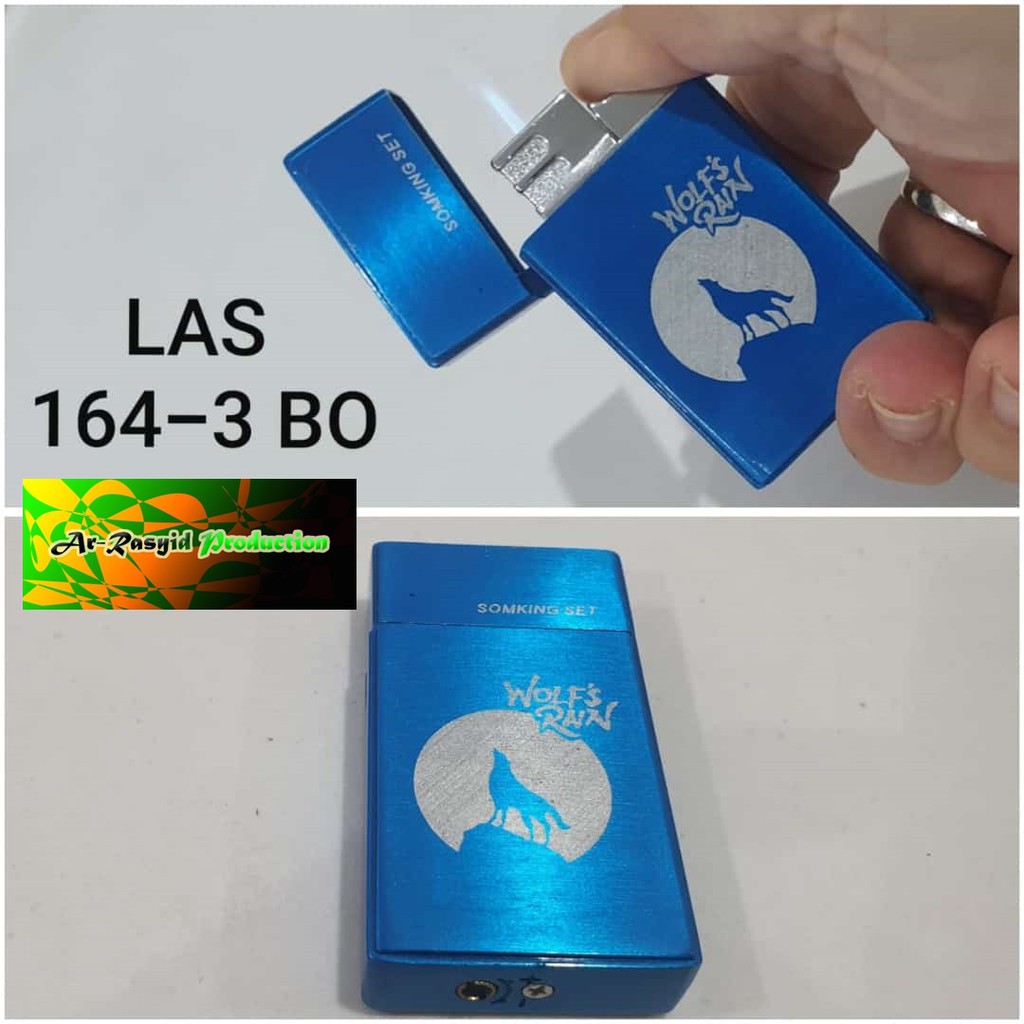 SOMKING SET
WOLF'S
RAIN
LAS
164-3 BO
Ar-Rasyid Production
SOMKING SET
WOLF'S
RAIN